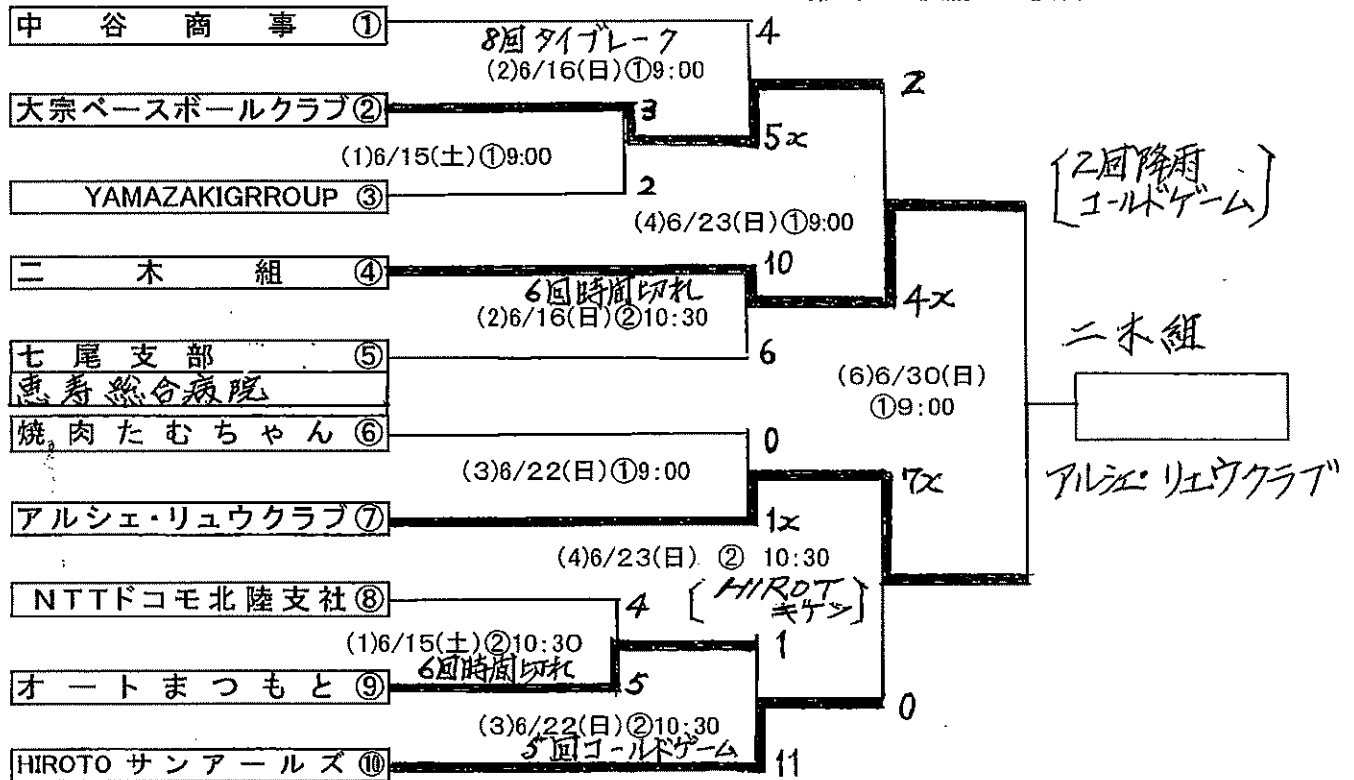 中谷商事 ①
4
8回タイブレーク
(2)6/16(日)①9:00
2
大宗ベースボールクラブ ②
3
5x
(1)6/15(土)①9:00
〔2回降雨
コールドゲーム〕
YAMAZAKIGRROUP ③
2
(4)6/23(日)①9:00
二木組 ④
10
6回時間切れ
4x
(2)6/16(日)②10:30
二木組
七尾支部 ⑤
6
恵寿総合病院
(6)6/30(日)
①9:00
焼肉たむちゃん ⑥
0
(3)6/22(日)①9:00
7x
アルシェ・リュウクラブ
アルシェ・リュウクラブ ⑦
1x
(4)6/23(日) ② 10:30
〔HIROT
キケン〕
NTTドコモ北陸支社 ⑧
4
(1)6/15(土)②10:30
1
6回時間切れ
オートまつもと ⑨
5
0
(3)6/22(日)②10:30
5回コールドゲーム
HIROTO サンアールズ ⑩
11